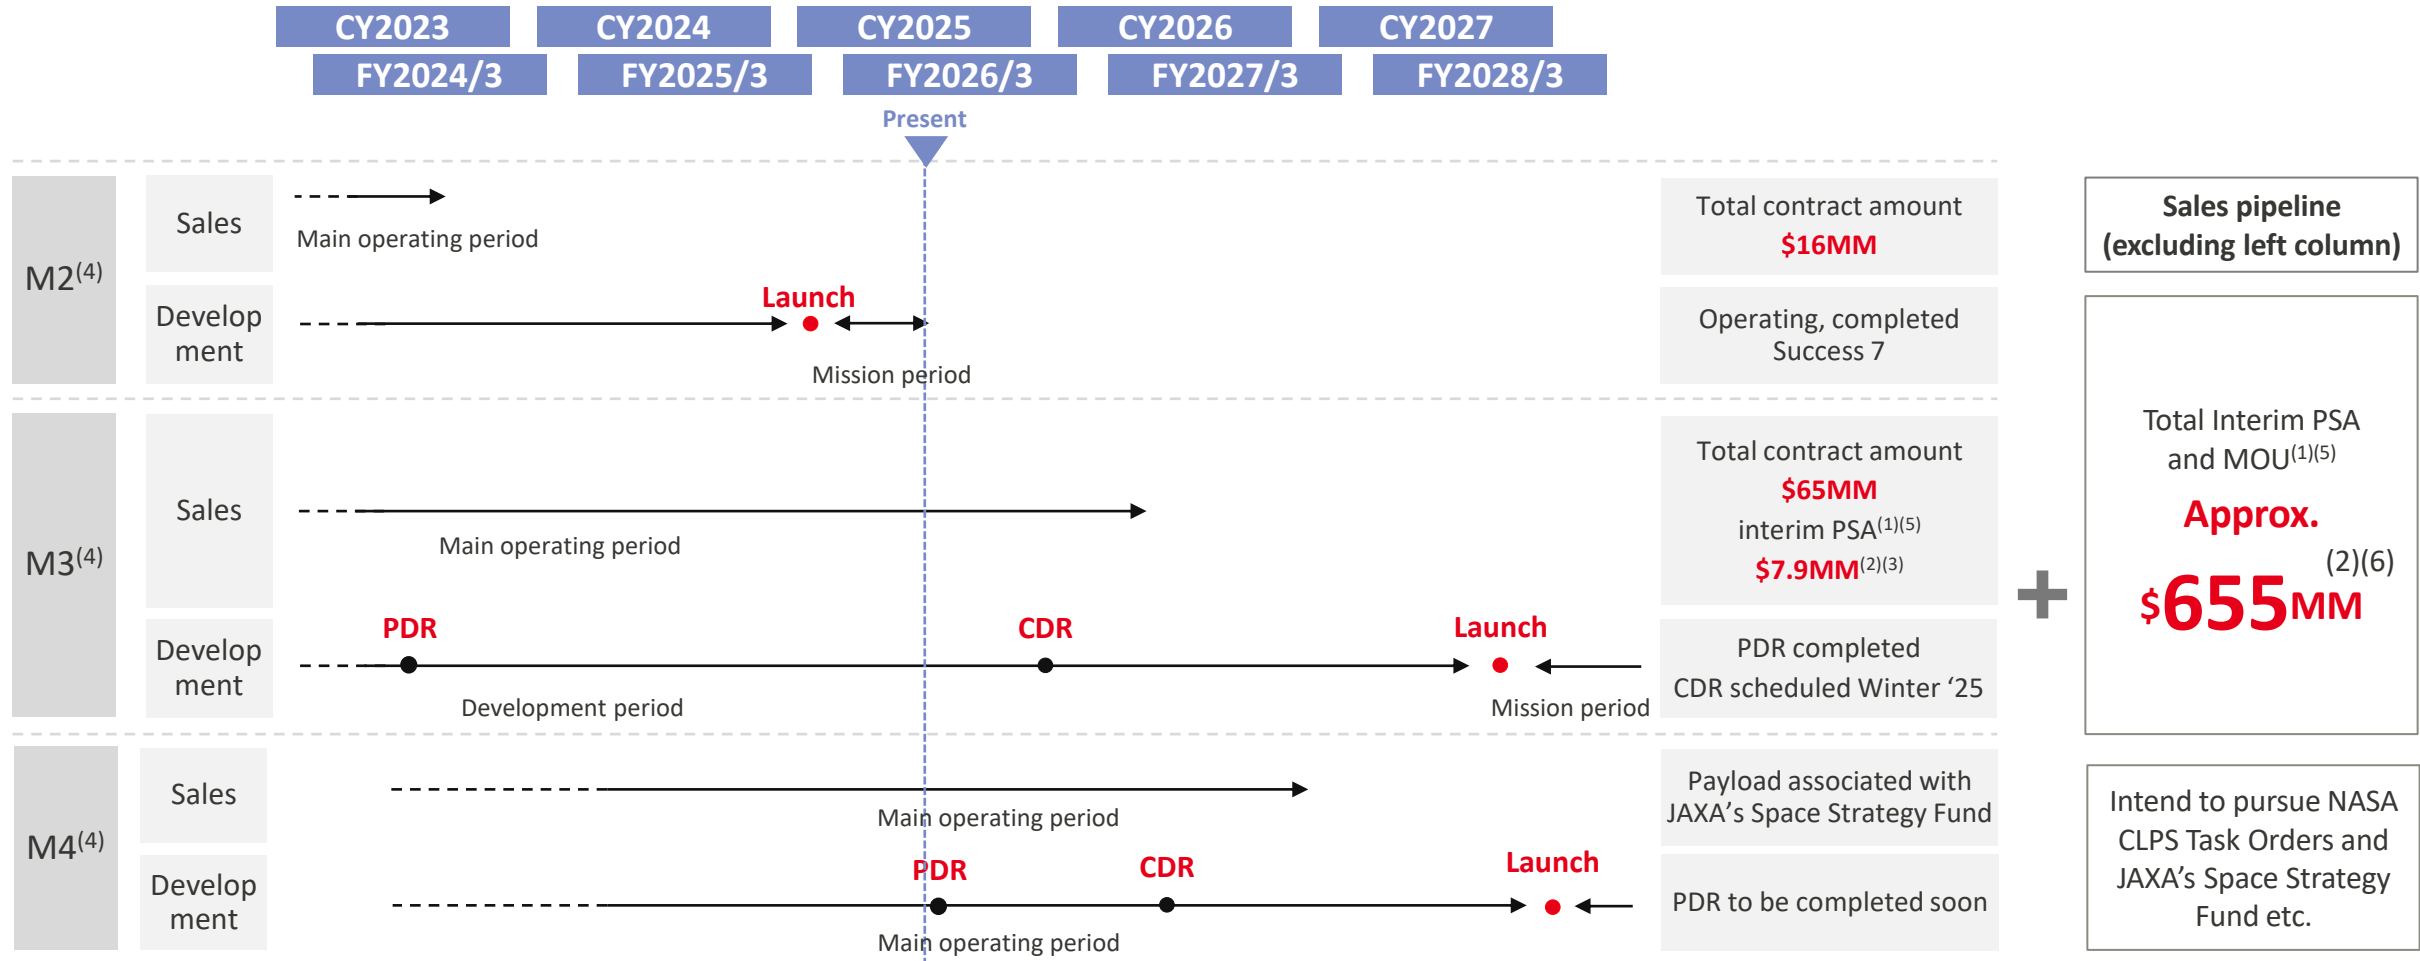 CY2023 CY2024 CY2025 CY2026 CY2027
FY2024/3 FY2025/3 FY2026/3 FY2027/3 FY2028/3
Present
M2(4)
Sales
Main operating period
Total contract amount
$16MM
Develop
ment
Launch
Mission period
Operating, completed
Success 7
M3(4)
Sales
Main operating period
Total contract amount
$65MM
interim PSA(1)(5)
$7.9MM(2)(3)
Develop
ment
PDR
CDR
Launch
Development period
Mission period
PDR completed
CDR scheduled Winter ‘25
M4(4)
Sales
Main operating period
Payload associated with
JAXA’s Space Strategy Fund
Develop
ment
PDR
CDR
Launch
Main operating period
PDR to be completed soon
+
Sales pipeline
(excluding left column)
Total Interim PSA
and MOU(1)(5)
Approx.
$655MM(2)(6)
Intend to pursue NASA
CLPS Task Orders and
JAXA’s Space Strategy
Fund etc.